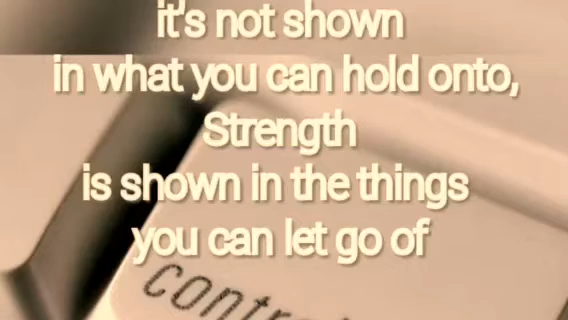 it's not shown
in what you can hold onto,
Strength
is shown in the things
you can let go of
contr